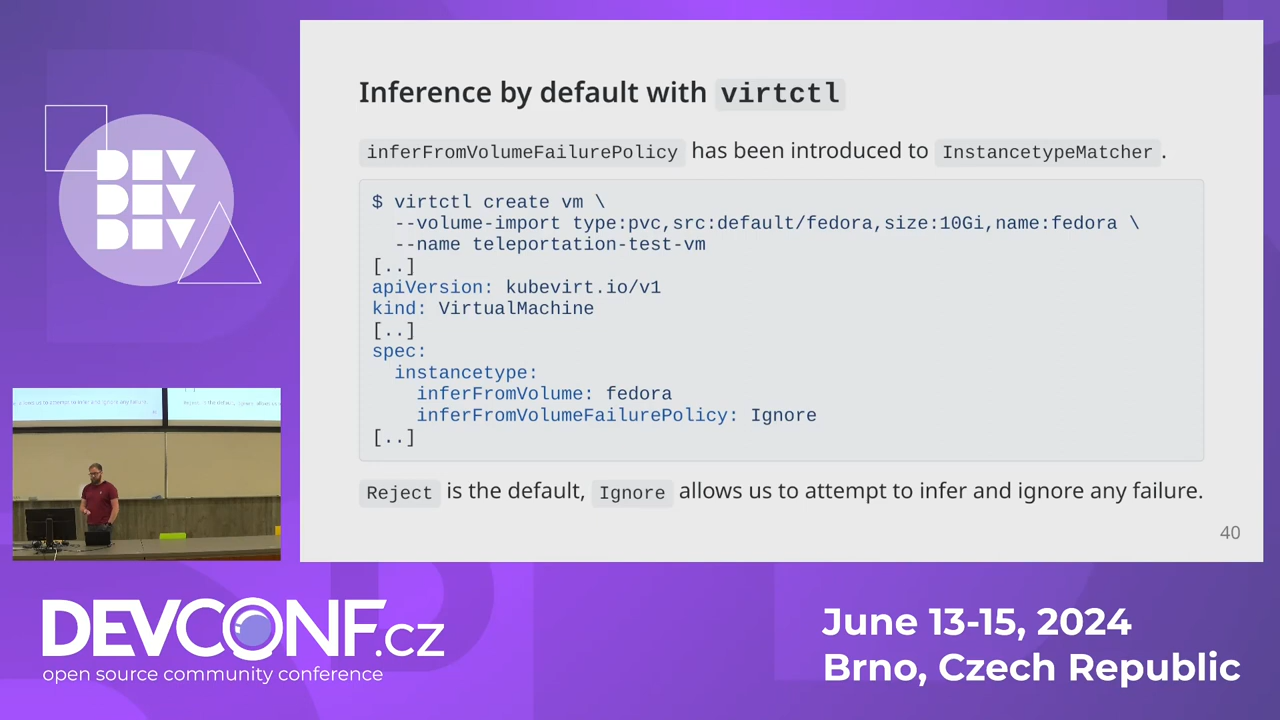 DEV
DEV
DEV
Inference by default with virtctl
inferFromVolumeFailurePolicy has been introduced to InstancetypeMatcher.
$ virtctl create vm \
--volume-import type:pvc,src:default/fedora,size:10Gi,name:fedora \
--name teleportation-test-vm
[..]
apiVersion: kubevirt.io/v1
kind: VirtualMachine
[..]
spec:
instancetype:
inferFromVolume: fedora
inferFromVolumeFailurePolicy: Ignore
[..]
Reject is the default, Ignore allows us to attempt to infer and ignore any failure.
40
DEVCONF.cz
open source community conference
June 13-15, 2024
Brno, Czech Republic